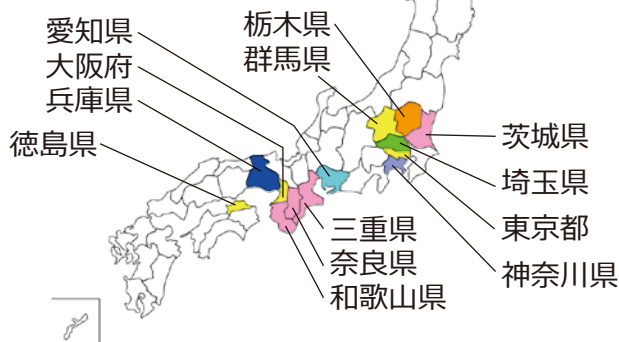 愛知県
大阪府
兵庫県
徳島県
栃木県
群馬県
茨城県
埼玉県
東京都
神奈川県
三重県
奈良県
和歌山県